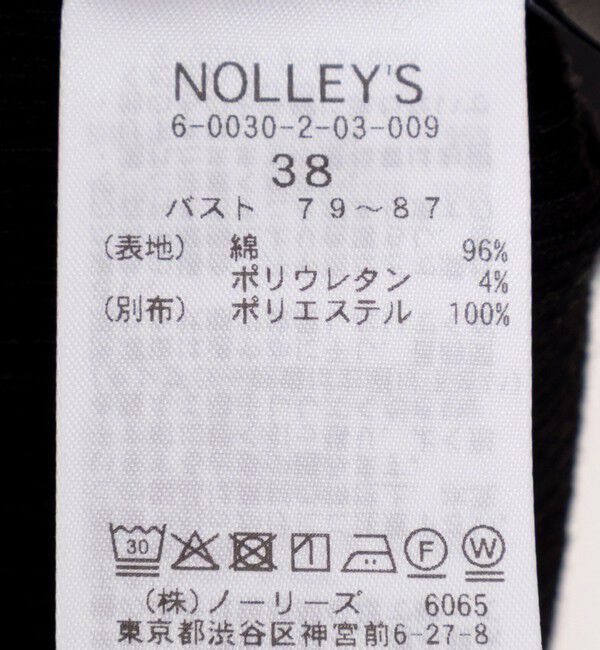 NOLLEY'S
6-0030-2-03-009
38
バスト 79~87
(表地) 綿 96%
ポリウレタン 4%
(別布) ポリエステル 100%
30 F W
(株)ノーリーズ 6065
東京都渋谷区神宮前6-27-8